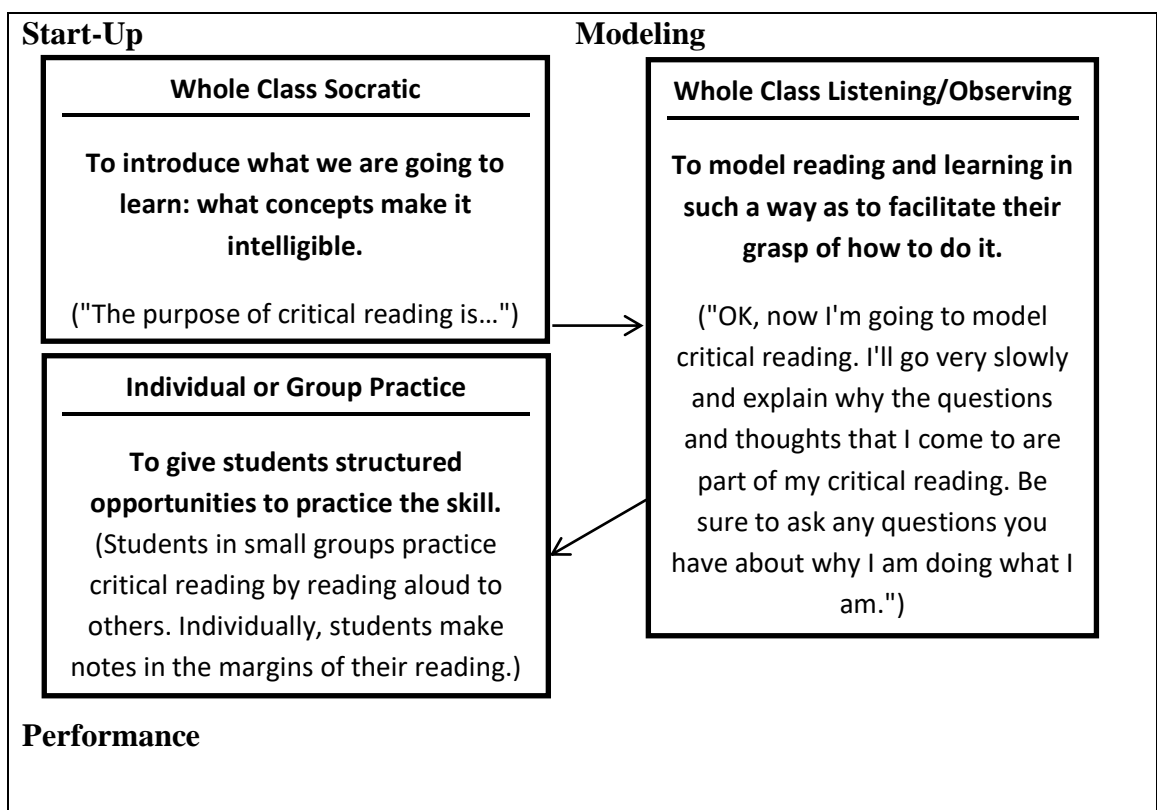 Start-Up
Whole Class Socratic
To introduce what we are going to
learn: what concepts make it
intelligible.
("The purpose of critical reading is...")
Modeling
Whole Class Listening/Observing
To model reading and learning in
such a way as to facilitate their
grasp of how to do it.
("OK, now I'm going to model
critical reading. I'll go very slowly
and explain why the questions
and thoughts that I come to are
part of my critical reading. Be
sure to ask any questions you
have about why I am doing what I
am.")
Individual or Group Practice
To give students structured
opportunities to practice the skill.
(Students in small groups practice
critical reading by reading aloud to
others. Individually, students make
notes in the margins of their reading.)
Performance